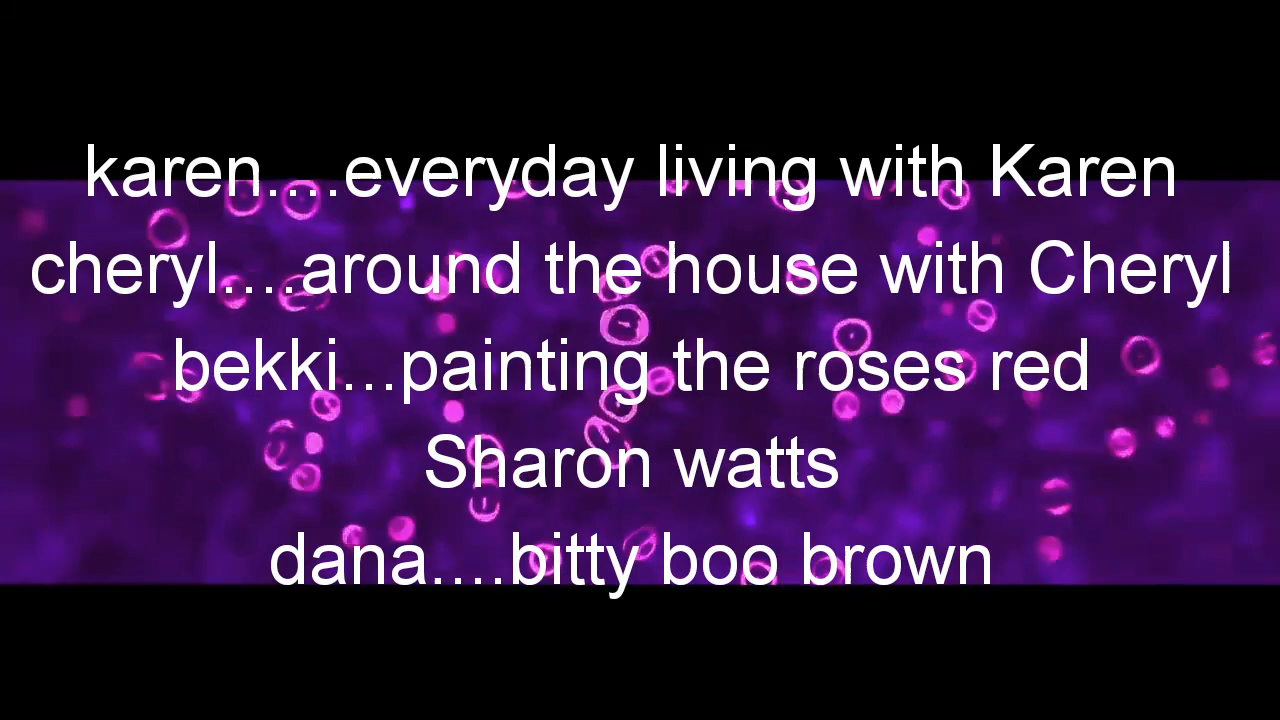 karen....everyday living with Karen
cheryl....around the house with Cheryl
bekki...painting the roses red
Sharon watts
dana....bitty boo brown